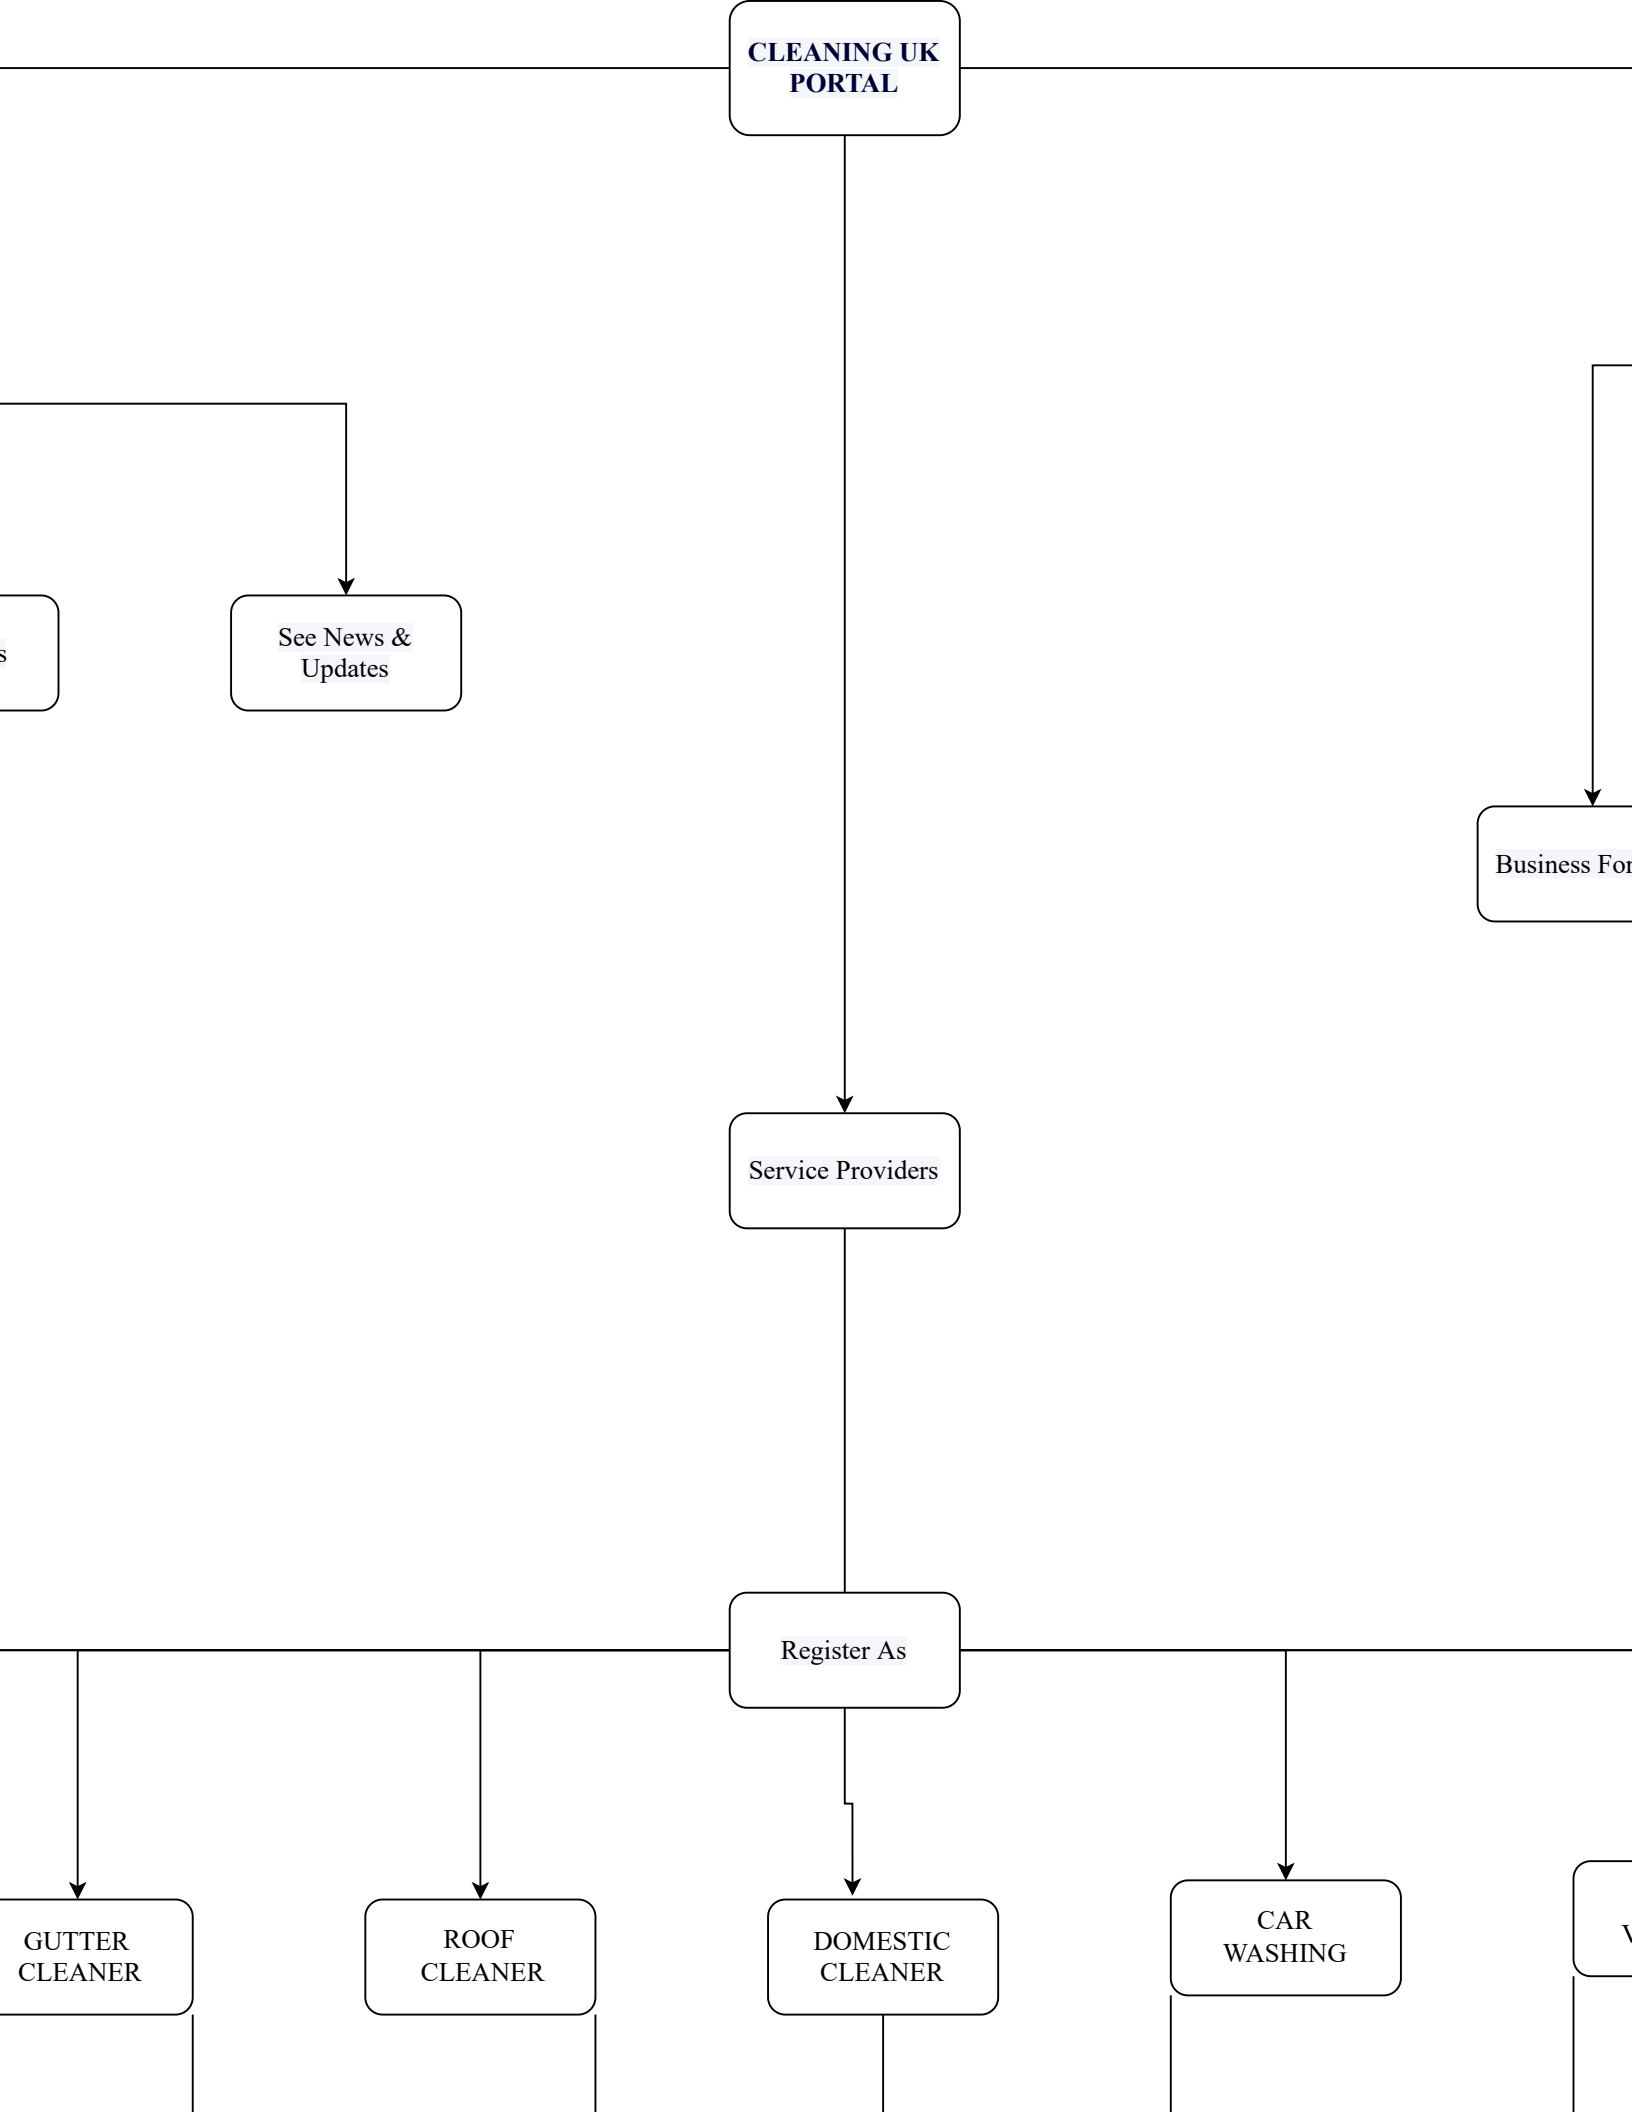 CLEANING UK
PORTAL
See News &
Updates
Business
Service Providers
Register As
GUTTER
CLEANER
ROOF
CLEANER
DOMESTIC
CLEANER
CAR
WASHING